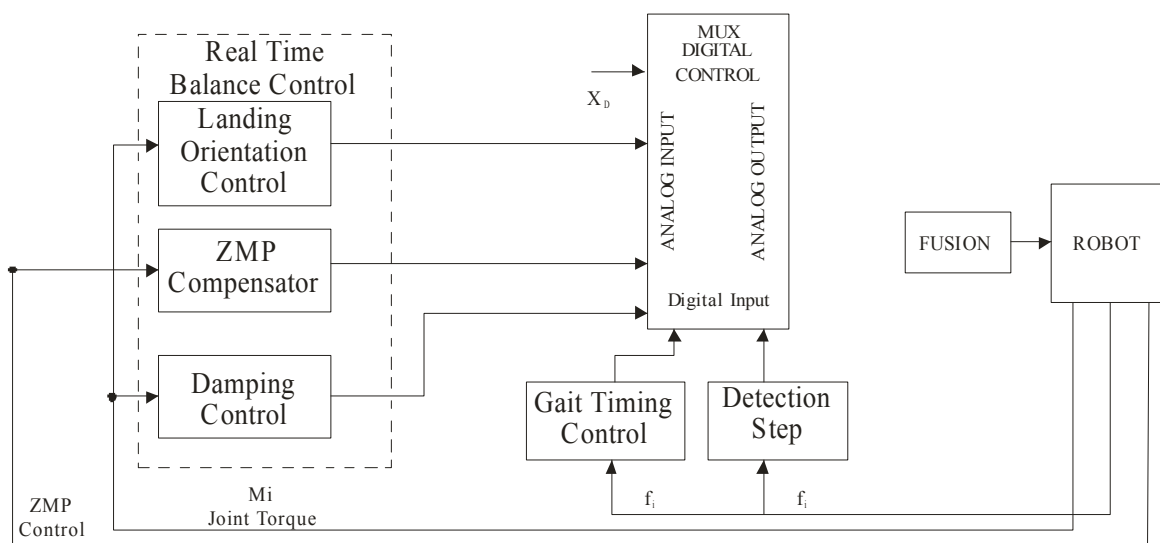 Real Time
Balance Control
Landing
Orientation
Control
ZMP
Compensator
Damping
Control
MUX
DIGITAL
CONTROL
X_D
ANALOG INPUT
ANALOG OUTPUT
Digital Input
FUSION
ROBOT
Gait Timing
Control
Detection
Step
f_i
f_i
Mi
Joint Torque
ZMP
Control